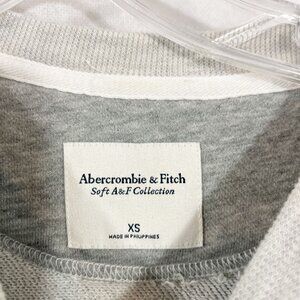 Abercrombie & Fitch
Soft A&F Collection
XS
MADE IN PHILIPPINES